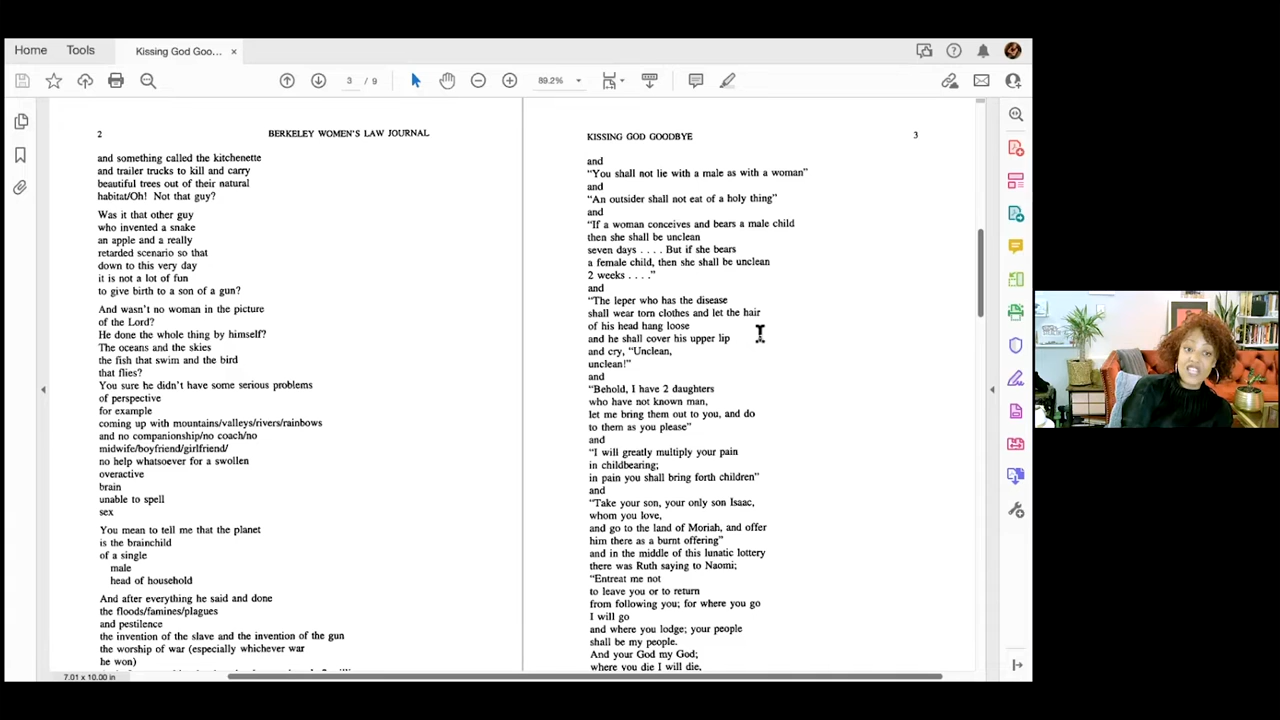 Home
Tools
Kissing God Goo...
3 / 9
89.2%
2
BERKELEY WOMEN'S LAW JOURNAL
and something called the kitchenette
and trailer trucks to kill and carry
beautiful trees out of their natural
habitat/Oh! Not that guy?
Was it that other guy
who invented a snake
an apple and a really
retarded scenario so that
down to this very day
it is not a lot of fun
to give birth to a son of a gun?
And wasn't no woman in the picture
of the Lord?
He done the whole thing by himself?
The oceans and the skies
the fish that swim and the bird
that flies?
You sure he didn't have some serious problems
of perspective
for example
coming up with mountains/valleys/rivers/rainbows
and no companionship/no coach/no
midwife/boyfriend/girlfriend/
no help whatsoever for a swollen
overactive
brain
unable to spell
sex
You mean to tell me that the planet
is the brainchild
of a single
male
head of household
And after everything he said and done
the floods/famines/plagues
and pestilence
the invention of the slave and the invention of the gun
the worship of war (especially whichever war
he won)
KISSING GOD GOODBYE
3
and
"You shall not lie with a male as with a woman"
and
"An outsider shall not eat of a holy thing"
and
"If a woman conceives and bears a male child
then she shall be unclean
seven days . . . . But if she bears
a female child, then she shall be unclean
2 weeks . . . ."
and
"The leper who has the disease
shall wear torn clothes and let the hair
of his head hang loose
and he shall cover his upper lip
and cry, "Unclean,
unclean!"
and
"Behold, I have 2 daughters
who have not known man,
let me bring them out to you, and do
to them as you please"
and
"I will greatly multiply your pain
in childbearing;
in pain you shall bring forth children"
and
"Take your son, your only son Isaac,
whom you love,
and go to the land of Moriah, and offer
him there as a burnt offering"
and in the middle of this lunatic lottery
there was Ruth saying to Naomi;
"Entreat me not
to leave you or to return
from following you; for where you go
I will go
and where you lodge; your people
shall be my people.
And your God my God;
where you die I will die,
7.01 x 10.00 in